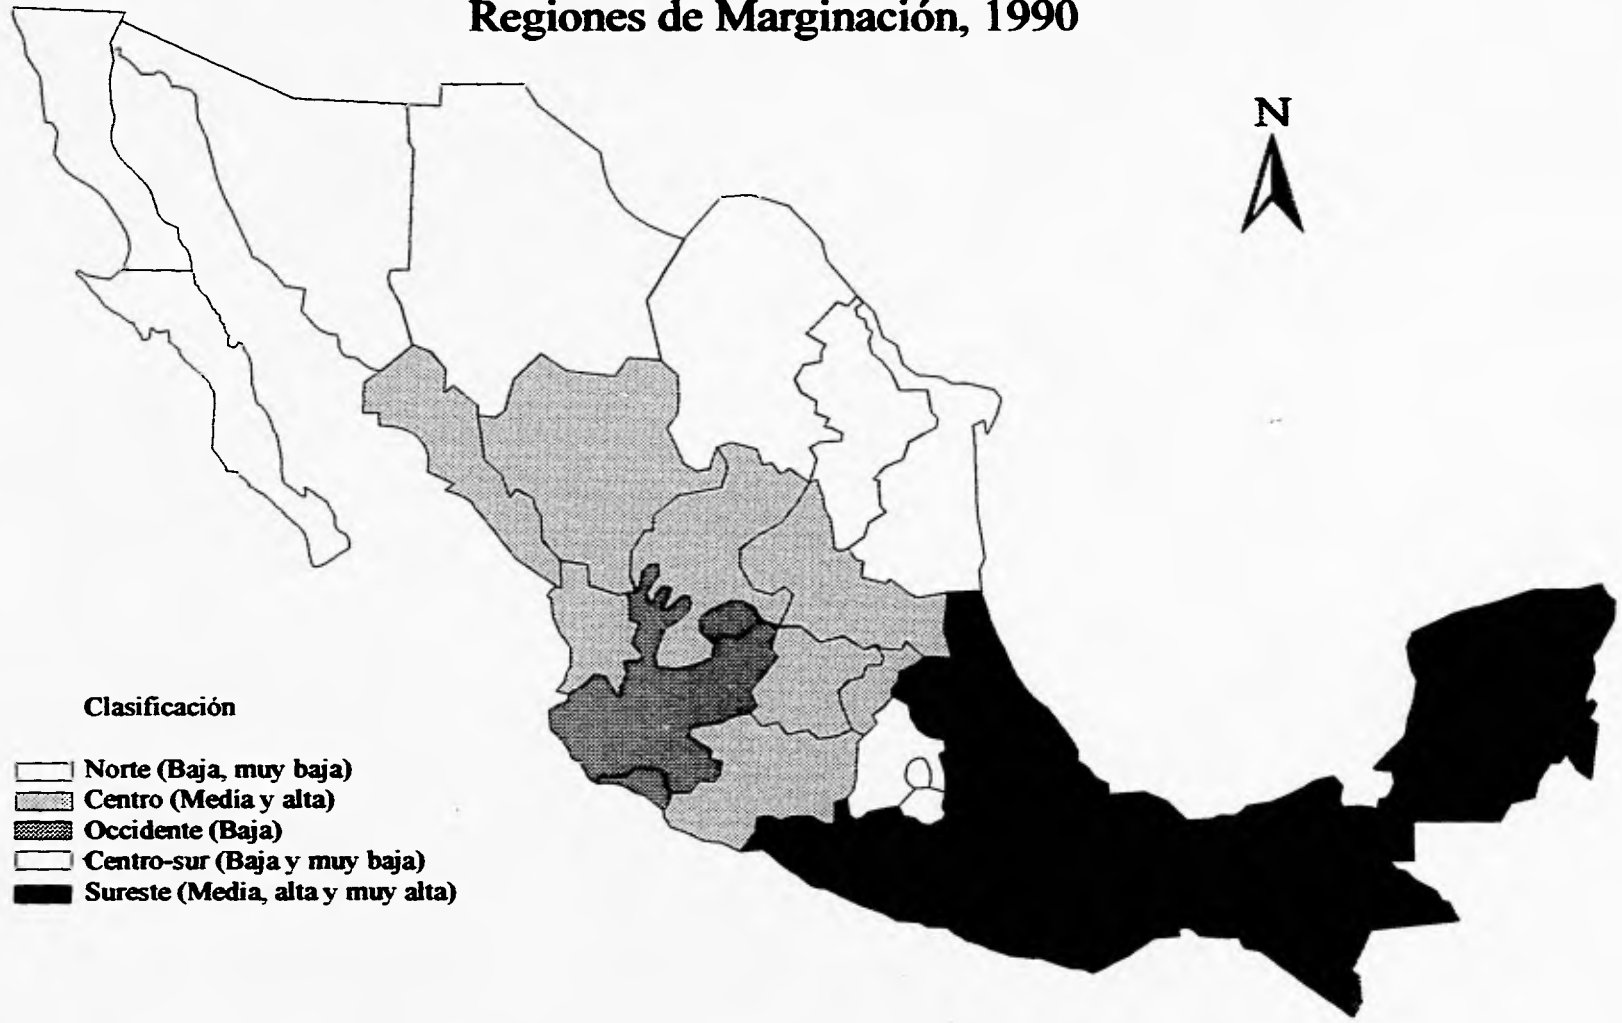 Regiones de Marginación, 1990
N
Clasificación
Norte (Baja, muy baja)
Centro (Media y alta)
Occidente (Baja)
Centro-sur (Baja y muy baja)
Sureste (Media, alta y muy alta)